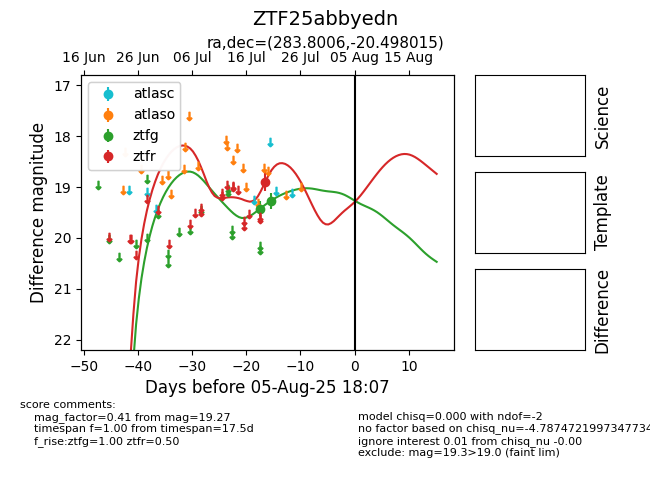 ZTF25abbyedn
ra,dec=(283.8006,-20.498015)
16 Jun 26 Jun 06 Jul 16 Jul 26 Jul 05 Aug 15 Aug
17
18
19
20
21
22
Difference magnitude
atlasc
atlaso
ztfg
ztfr
−50 −40 −30 −20 −10 0 10
Days before 05-Aug-25 18:07
Science
Template
Difference
score comments:
mag_factor=0.41 from mag=19.27
timespan f=1.00 from timespan=17.5d
f_rise:ztfg=1.00 ztfr=0.50
model chisq=0.000 with ndof=-2
no factor based on chisq_nu=-4.7874721997347734
ignore interest 0.01 from chisq_nu -0.00
exclude: mag=19.3>19.0 (faint lim)